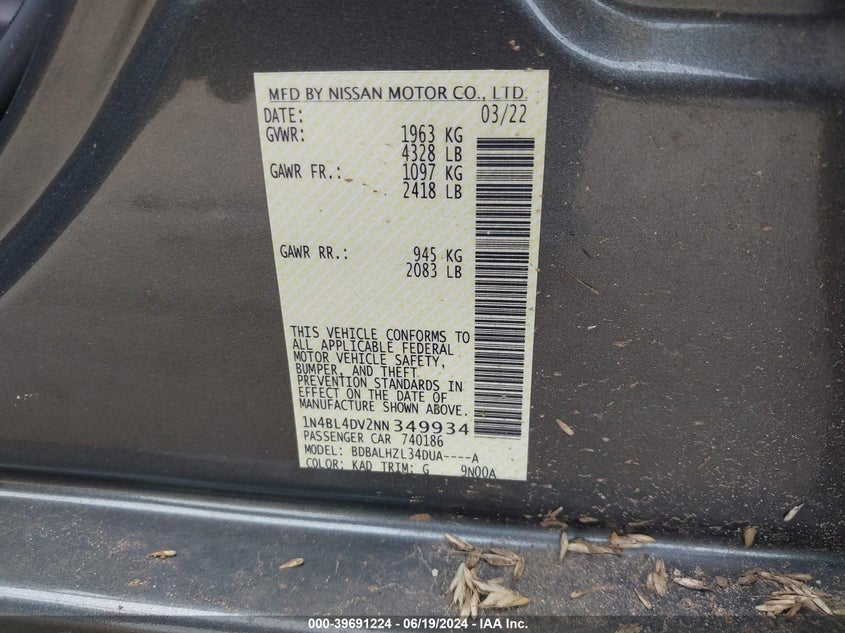 MFD BY NISSAN MOTOR CO., LTD.
DATE: 03/22
GVWR: 1963 KG
4328 LB
GAWR FR.: 1097 KG
2418 LB
GAWR RR.: 945 KG
2083 LB
THIS VEHICLE CONFORMS TO
ALL APPLICABLE FEDERAL
MOTOR VEHICLE SAFETY,
BUMPER, AND THEFT
PREVENTION STANDARDS IN
EFFECT ON THE DATE OF
MANUFACTURE SHOWN ABOVE.
1N4BL4DV2NN349934
PASSENGER CAR 740186
MODEL: BDBALHZL34DUA----A
COLOR: KAD TRIM: G 9N00A
000-39691224 - 06/19/2024 - IAA Inc.